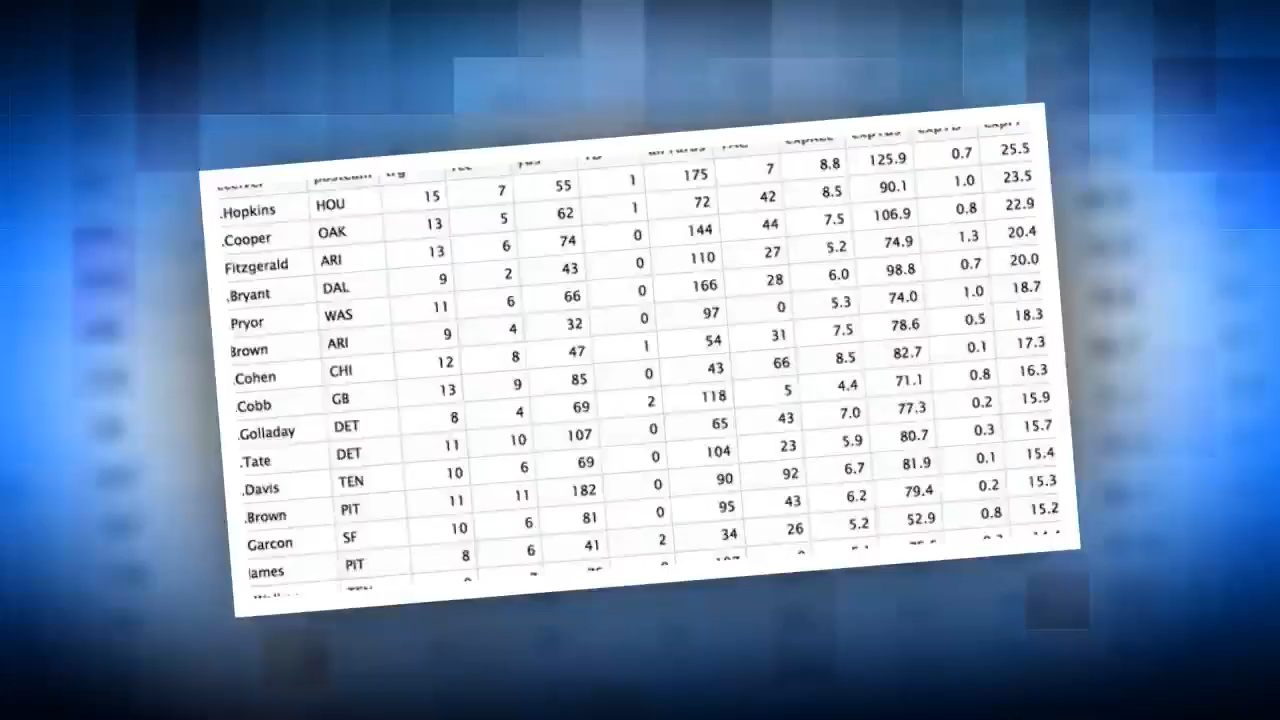 .Hopkins HOU 15 7 55 1 175 7 8.8 125.9 0.7 25.5
.Cooper OAK 13 5 62 1 72 42 8.5 90.1 1.0 23.5
Fitzgerald ARI 13 6 74 0 144 44 7.5 106.9 0.8 22.9
.Bryant DAL 9 2 43 0 110 27 5.2 74.9 1.3 20.4
Pryor WAS 11 6 66 0 166 28 6.0 98.8 0.7 20.0
Brown ARI 9 4 32 0 97 0 5.3 74.0 1.0 18.7
.Cohen CHI 12 8 47 1 54 31 7.5 78.6 0.5 18.3
.Cobb GB 13 9 85 0 43 66 8.5 82.7 0.1 17.3
.Golladay DET 8 4 69 2 118 5 4.4 71.1 0.8 16.3
.Tate DET 11 10 107 0 65 43 7.0 77.3 0.2 15.9
.Davis TEN 10 6 69 0 104 23 5.9 80.7 0.3 15.7
.Brown PIT 11 11 182 0 90 92 6.7 81.9 0.1 15.4
Garcon SF 10 6 81 0 95 43 6.2 79.4 0.2 15.3
James PIT 8 6 41 2 34 26 5.2 52.9 0.8 15.2